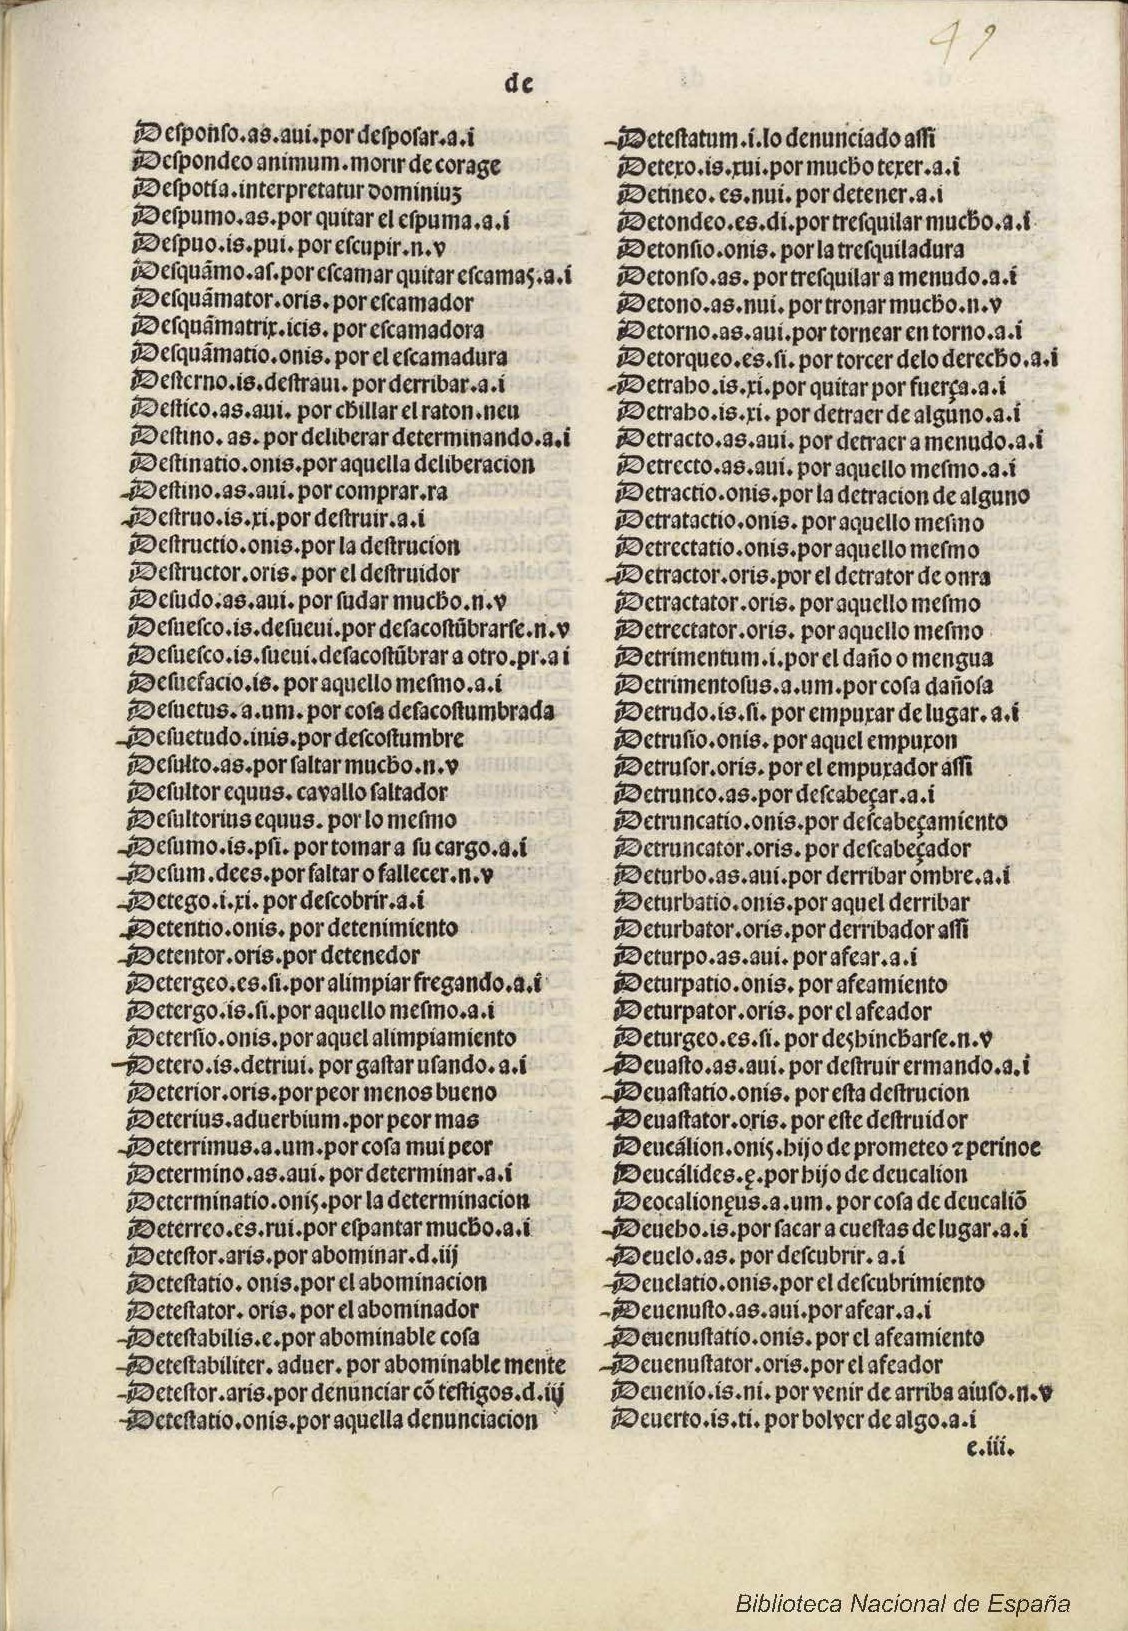 49
de
Desponso.as.aui.por desposar.a.i
Despondeo animum.morir de corage
Despotia.interpretatur dominiuʒ
Despumo.as.por quitar el espuma.a.i
Despuo.is.pui.por escupir.n.v
Desquãmo.as.por escamar quitar escamas.a.i
Desquãmator.oris.por escamador
Desquãmatrix.icis.por escamadora
Desquãmatio.onis.por el escamadura
Desterno.is.destraui.por derribar.a.i
Destico.as.aui.por chillar el raton.neu
Destino.as.por deliberar determinando.a.i
Destinatio.onis.por aquella deliberacion
Destino.as.aui.por comprar.ra
Destruo.is.xi.por destruir.a.i
Destructio.onis.por la destrucion
Destructor.oris.por el destruidor
Desudo.as.aui.por sudar mucho.n.v
Desuesco.is.desueui.por desacostũbrarse.n.v
Desuesco.is.sueui.desacostũbrar a otro.pr.a i
Desuefacio.is.por aquello mesmo.a.i
Desuetus.a.um.por cosa desacostumbrada
Desuetudo.inis.por descostumbre
Desulto.as.por saltar mucho.n.v
Desultor equus.cavallo saltador
Desultorius equus.por lo mesmo
Desumo.is.psi.por tomar a su cargo.a.i
Desum.dees.por faltar o fallecer.n.v
Detego.i.xi.por descobrir.a.i
Detentio.onis.por detenimiento
Detentor.oris.por detenedor
Detergeo.es.si.por alimpiar fregando.a.i
Detergo.is.si.por aquello mesmo.a.i
Detersio.onis.por aquel alimpiamiento
Detero.is.detriui.por gastar usando.a.i
Deterior.oris.por peor menos bueno
Deterius.aduerbium.por peor mas
Deterrimus.a.um.por cosa mui peor
Determino.as.aui.por determinar.a.i
Determinatio.onis.por la determinacion
Deterreo.es.rui.por espantar mucho.a.i
Detestor.aris.por abominar.d.iij
Detestatio.onis.por el abominacion
Detestator.oris.por el abominador
Detestabilis.e.por abominable cosa
Detestabiliter.aduer.por abominable mente
Detestor.aris.por denunciar cõ testigos.d.iij
Detestatio.onis.por aquella denunciacion
Detestatum.i.lo denunciado assi
Detexo.is.xui.por mucho texer.a.i
Detineo.es.nui.por detener.a.i
Detondeo.es.di.por tresquilar mucho.a.i
Detonsio.onis.por la tresquiladura
Detonso.as.por tresquilar a menudo.a.i
Detono.as.nui.por tronar mucho.n.v
Detorno.as.aui.por tornear en torno.a.i
Detorqueo.es.si.por torcer delo derecho.a.i
Detraho.is.xi.por quitar por fuerça.a.i
Detraho.is.xi.por detraer de alguno.a.i
Detracto.as.aui.por detraer a menudo.a.i
Detrecto.as.aui.por aquello mesmo.a.i
Detractio.onis.por la detracion de alguno
Detratactio.onis.por aquello mesmo
Detrectatio.onis.por aquello mesmo
Detractor.oris.por el detrator de onra
Detractator.oris.por aquello mesmo
Detrectator.oris.por aquello mesmo
Detrimentum.i.por el daño o mengua
Detrimentosus.a.um.por cosa dañosa
Detrudo.is.si.por empuxar de lugar.a.i
Detrusio.onis.por aquel empuxon
Detrusor.oris.por el empuxador assi
Detrunco.as.por descabeçar.a.i
Detruncatio.onis.por descabeçamiento
Detruncator.oris.por descabeçador
Deturbo.as.aui.por derribar ombre.a.i
Deturbatio.onis.por aquel derribar
Deturbator.oris.por derribador assi
Deturpo.as.aui.por afear.a.i
Deturpatio.onis.por afeamiento
Deturpator.oris.por el afeador
Deturgeo.es.si.por deshincharse.n.v
Deuasto.as.aui.por destruir ermando.a.i
Deuastatio.onis.por esta destrucion
Deuastator.oris.por este destruidor
Deucálion.onis.hijo de prometeo ⁊ perinoe
Deucálides.ę.por hijo de deucalion
Deocalionęus.a.um.por cosa de deucaliõ
Deueho.is.por sacar a cuestas de lugar.a.i
Deuelo.as.por descubrir.a.i
Deuelatio.onis.por el descubrimiento
Deuenusto.as.aui.por afear.a.i
Deuenustatio.onis.por el afeamiento
Deuenustator.oris.por el afeador
Deuenio.is.ni.por venir de arriba aiuso.n.v
Deuerto.is.ti.por bolver de algo.a.i
e.iii.
Biblioteca Nacional de España